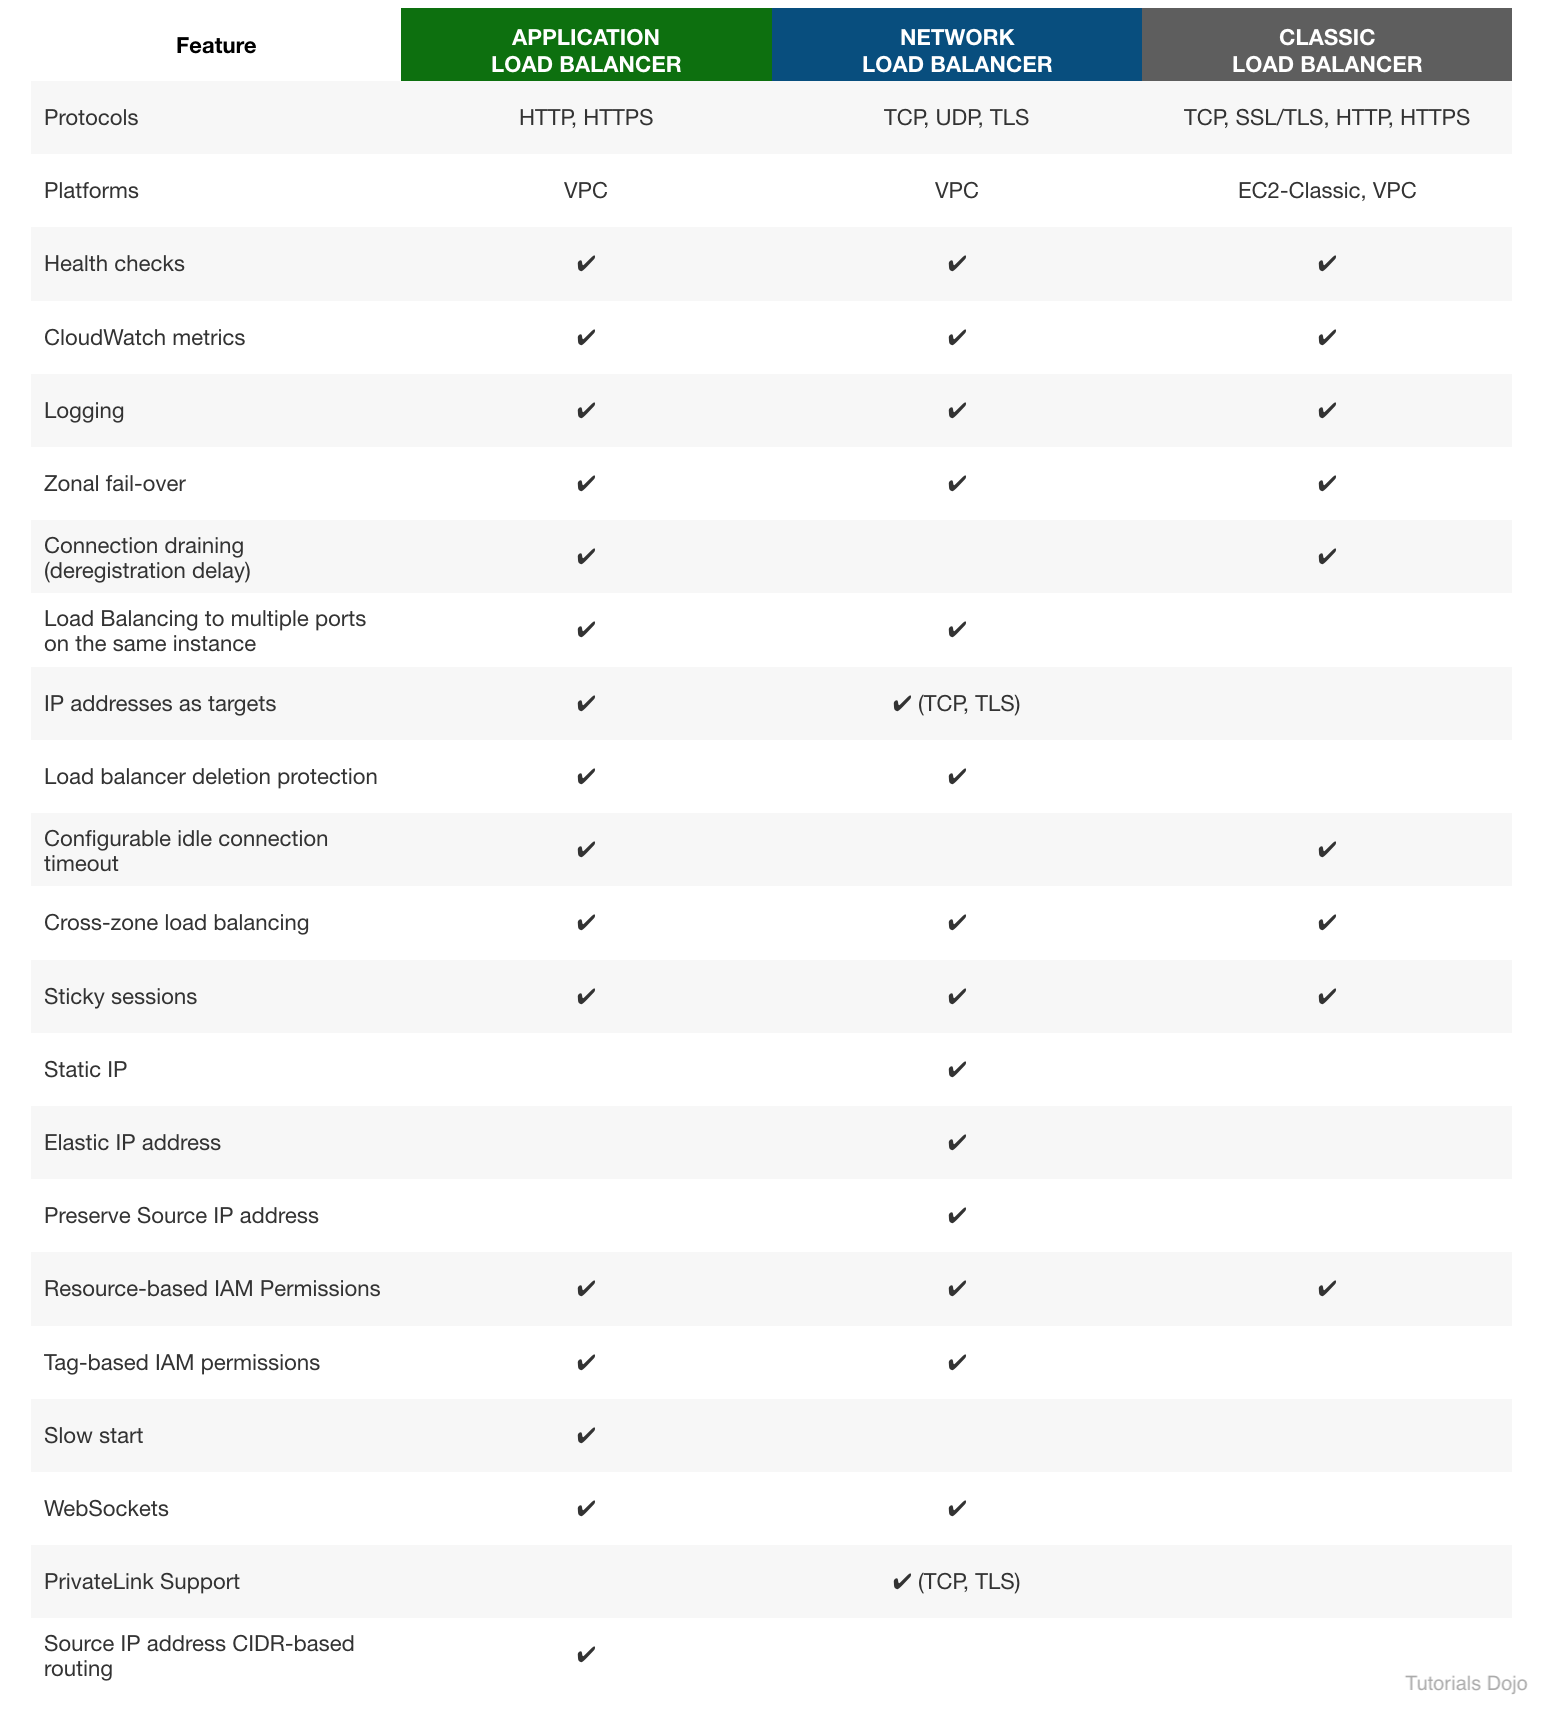 Feature
APPLICATION
LOAD BALANCER
NETWORK
LOAD BALANCER
CLASSIC
LOAD BALANCER
Protocols
HTTP, HTTPS
TCP, UDP, TLS
TCP, SSL/TLS, HTTP, HTTPS
Platforms
VPC
VPC
EC2-Classic, VPC
Health checks
✔
✔
✔
CloudWatch metrics
✔
✔
✔
Logging
✔
✔
✔
Zonal fail-over
✔
✔
✔
Connection draining
(deregistration delay)
✔
✔
Load Balancing to multiple ports
on the same instance
✔
✔
IP addresses as targets
✔
✔ (TCP, TLS)
Load balancer deletion protection
✔
✔
Configurable idle connection
timeout
✔
✔
Cross-zone load balancing
✔
✔
✔
Sticky sessions
✔
✔
✔
Static IP
✔
Elastic IP address
✔
Preserve Source IP address
✔
Resource-based IAM Permissions
✔
✔
✔
Tag-based IAM permissions
✔
✔
Slow start
✔
WebSockets
✔
✔
PrivateLink Support
✔ (TCP, TLS)
Source IP address CIDR-based
routing
✔
Tutorials Dojo